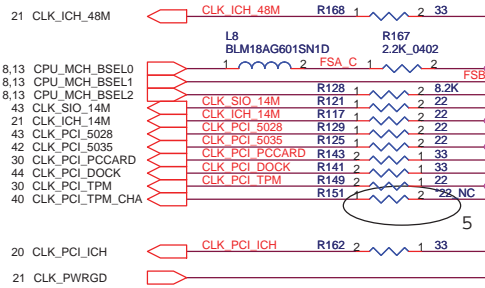 21 CLK_ICH_48M CLK_ICH_48M R168 1 2 33
L8 R167
BLM18AG601SN1D 2.2K_0402
8,13 CPU_MCH_BSEL0 1 2 FSA_C 1 2
8,13 CPU_MCH_BSEL1 FSB
8,13 CPU_MCH_BSEL2 R128 1 2 8.2K
43 CLK_SIO_14M CLK_SIO_14M R121 1 2 22
21 CLK_ICH_14M CLK_ICH_14M R117 1 2 22
43 CLK_PCI_5028 CLK_PCI_5028 R129 1 2 22
42 CLK_PCI_5035 CLK_PCI_5035 R125 1 2 22
30 CLK_PCI_PCCARD CLK_PCI_PCCARD R143 2 1 33
44 CLK_PCI_DOCK CLK_PCI_DOCK R141 2 1 33
30 CLK_PCI_TPM CLK_PCI_TPM R149 2 1 22
40 CLK_PCI_TPM_CHA R151 1 2 *22_NC
5
20 CLK_PCI_ICH CLK_PCI_ICH R162 2 1 33
21 CLK_PWRGD